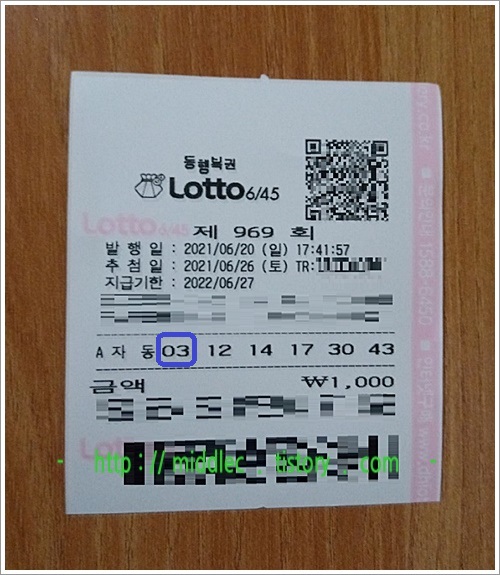 동행복권
Lotto 6/45
Lotto 6/45
제 969 회
발 행 일 : 2021/06/20 (일) 17:41:57
추 첨 일 : 2021/06/26 (토) TR:
지급기한 : 2022/06/27
A 자 동 03 12 14 17 30 43
금액 ₩1,000
Lotto
- http://middlec.tistory.com -